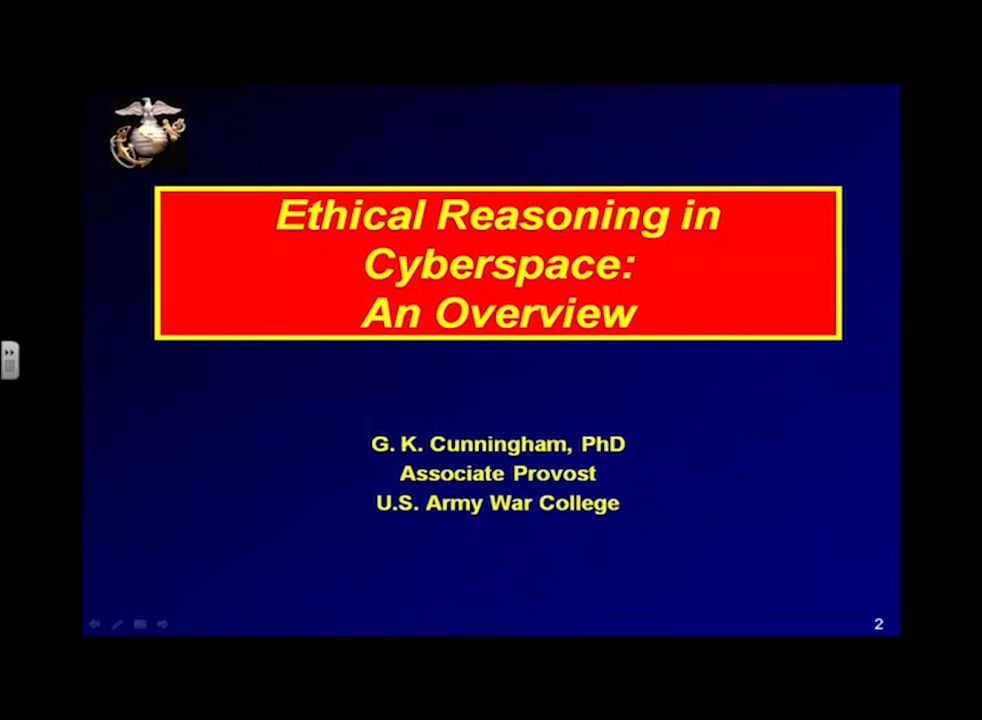 Ethical Reasoning in
Cyberspace:
An Overview
G. K. Cunningham, PhD
Associate Provost
U.S. Army War College
2